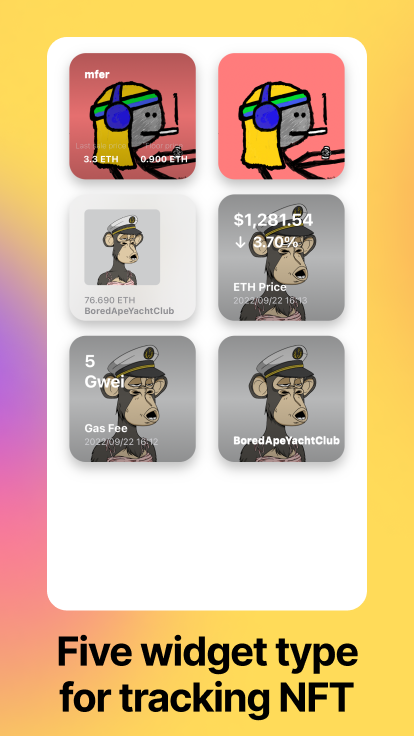 mfer
Last sale price Floor price
3.3 ETH 0.900 ETH
76.690 ETH
BoredApeYachtClub
$1,281.54
↓ 3.70%
ETH Price
2022/09/22 16:13
5
Gwei
Gas Fee
2022/09/22 16:12
BoredApeYachtClub
Five widget type
for tracking NFT